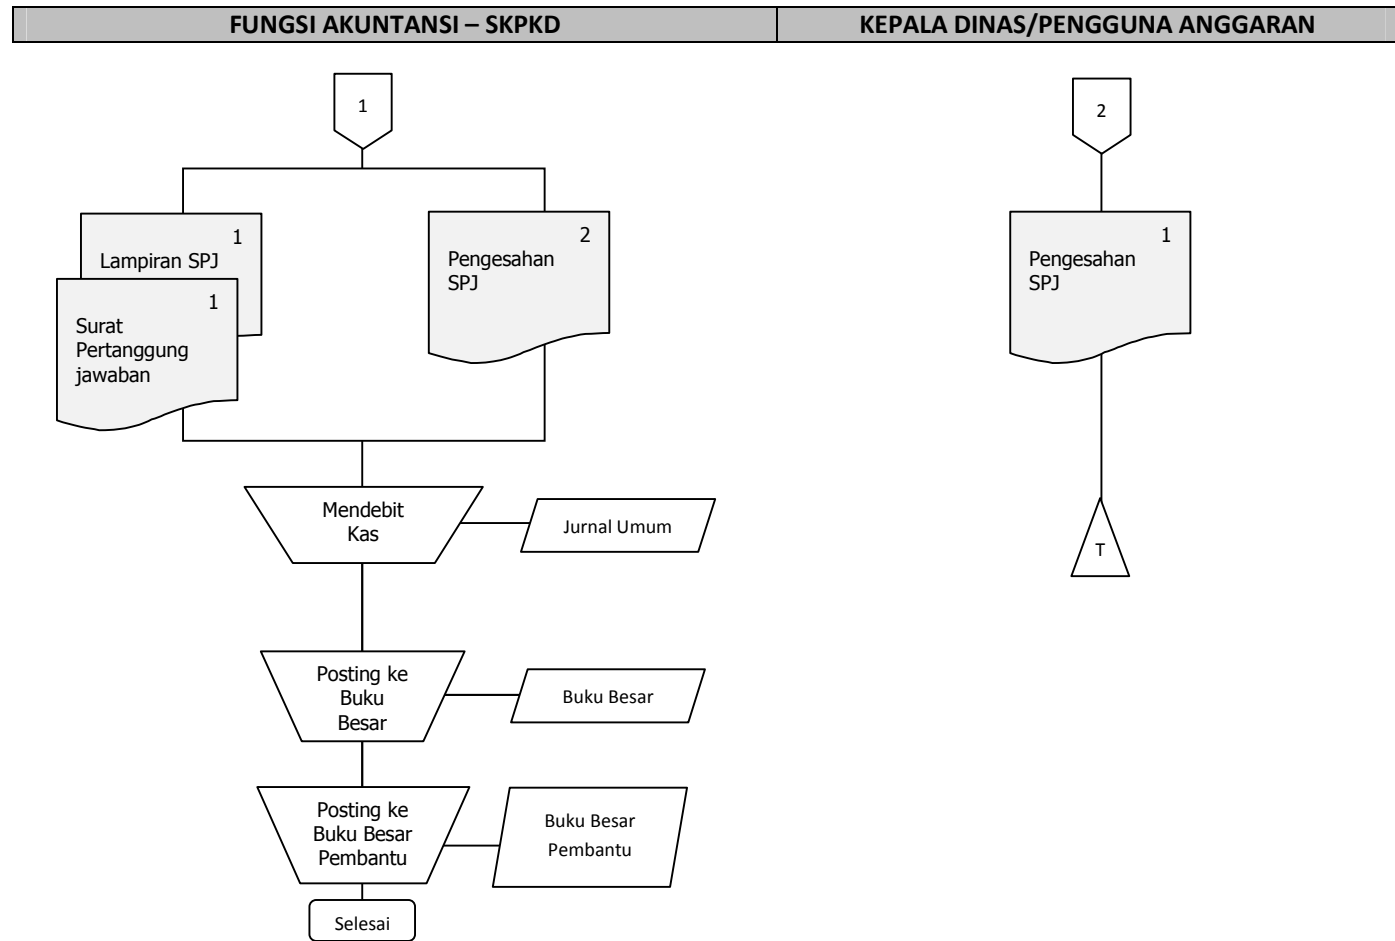 FUNGSI AKUNTANSI – SKPKD
KEPALA DINAS/PENGGUNA ANGGARAN
1
2
1
Lampiran SPJ
1
Surat
Pertanggung
jawaban
2
Pengesahan
SPJ
1
Pengesahan
SPJ
Mendebit
Kas
Jurnal Umum
T
Posting ke
Buku
Besar
Buku Besar
Posting ke
Buku Besar
Pembantu
Buku Besar
Pembantu
Selesai